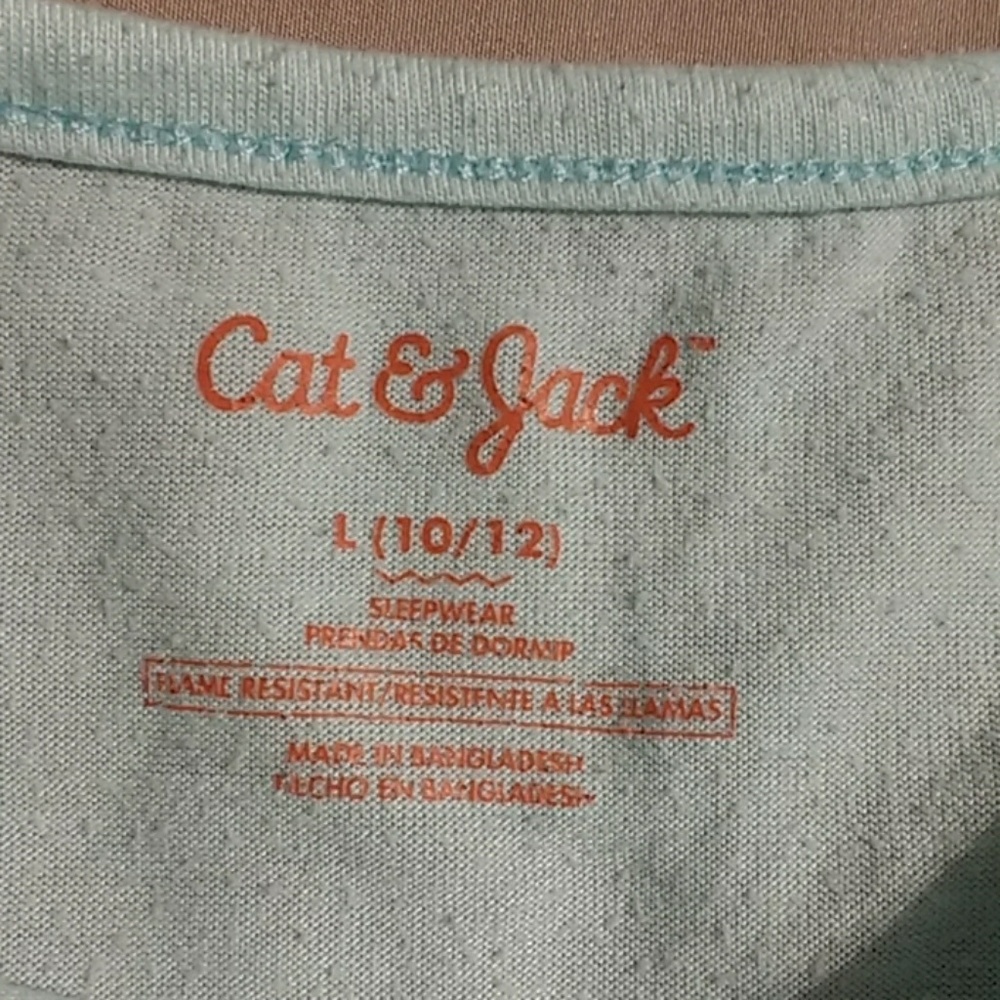 Cat & Jack™
L (10/12)
SLEEPWEAR
PRENDAS DE DORMIR
FLAME RESISTANT/RESISTENTE A LAS LLAMAS
MADE IN BANGLADESH
HECHO EN BANGLADESH